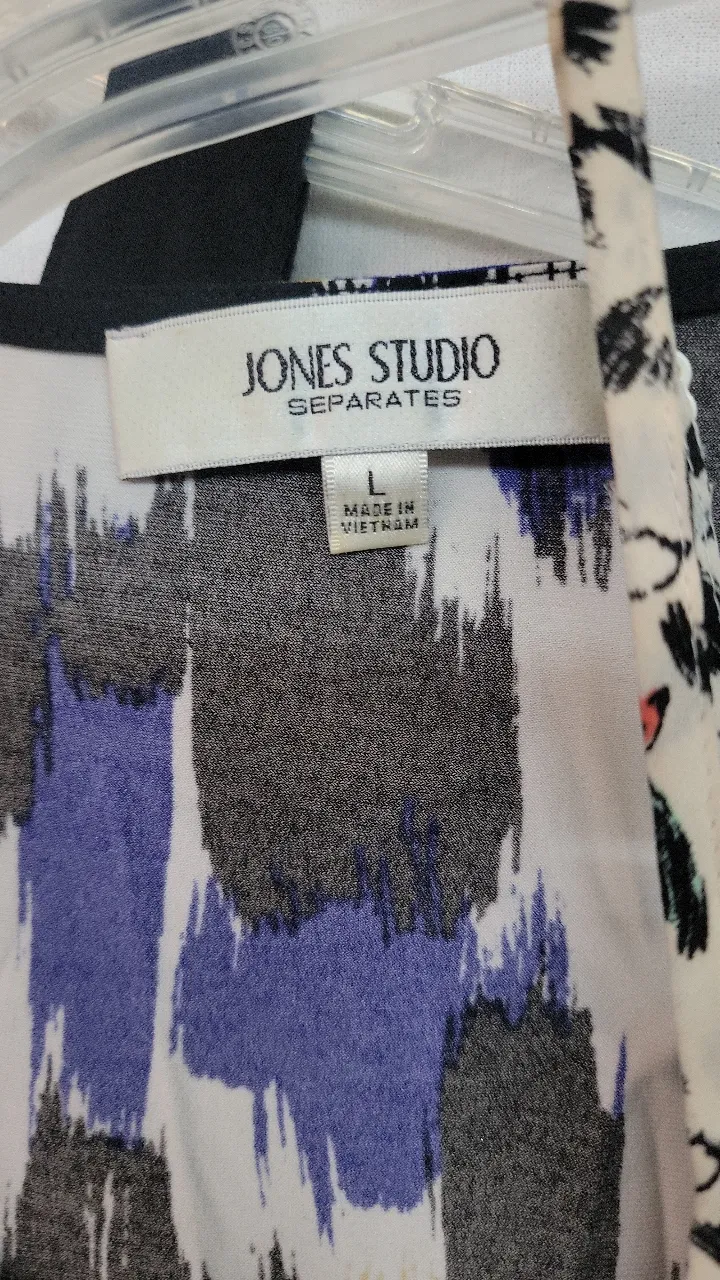 JONES STUDIO
SEPARATES
L
MADE IN
VIETNAM